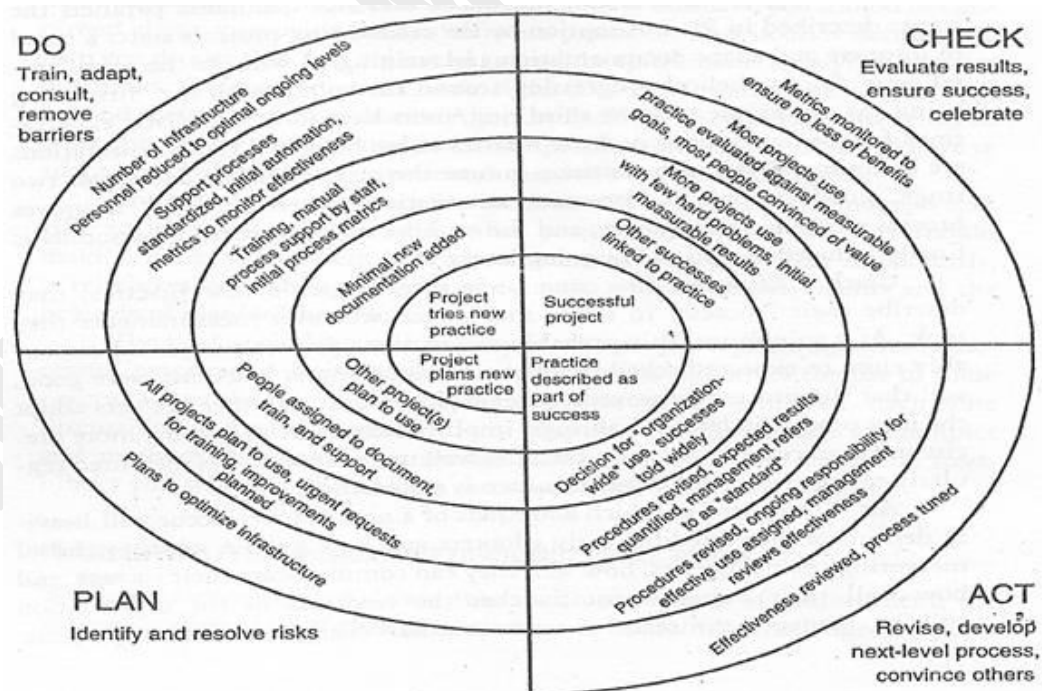 DO
Train, adapt,
consult,
remove
barriers
CHECK
Evaluate results,
ensure success,
celebrate
Number of infrastructure
personnel reduced to optimal ongoing levels
Support processes
standardized, initial automation,
metrics to monitor effectiveness
Training, manual
process support by staff,
initial process metrics
Minimal new
documentation added
Project
tries new
practice
Metrics monitored to
ensure no loss of benefits
Most projects use
practice evaluated against measurable
goals, most people convinced of value
More projects use
with few hard problems, initial
measurable results
Other successes
linked to practice
Successful
project
Project
plans new
practice
Other project(s)
plan to use
People assigned to document,
train, and support
All projects plan to use, urgent requests
for training, improvements
planned
Plans to optimize infrastructure
Practice
described as
part of
success
Decision for "organization-
wide" use, successes
told widely
Procedures revised, expected results
quantified, management refers
to as "standard"
Procedures revised, ongoing responsibility for
effective use assigned, management
reviews effectiveness
Effectiveness reviewed, process tuned
PLAN
Identify and resolve risks
ACT
Revise, develop
next-level process,
convince others